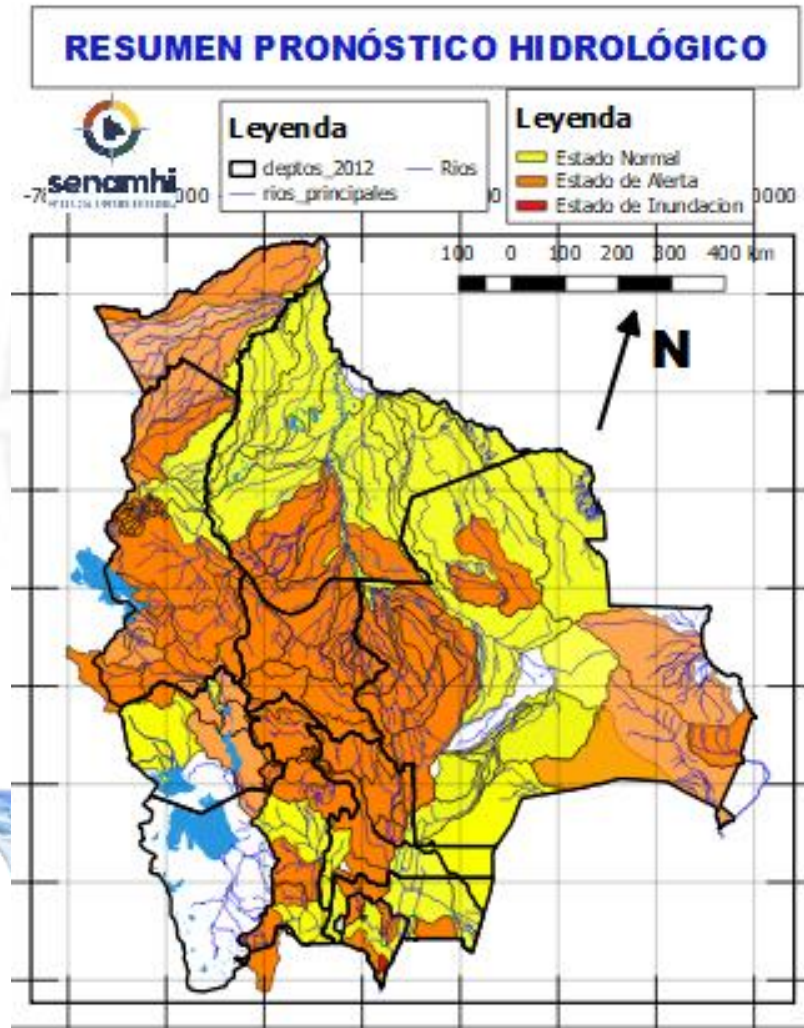 RESUMEN PRONÓSTICO HIDROLÓGICO
senamhi
Leyenda
deptos_2012
Rios
rios_principales
Leyenda
Estado Normal
Estado de Alerta
Estado de Inundacion
100 0 100 200 300 400 km
N